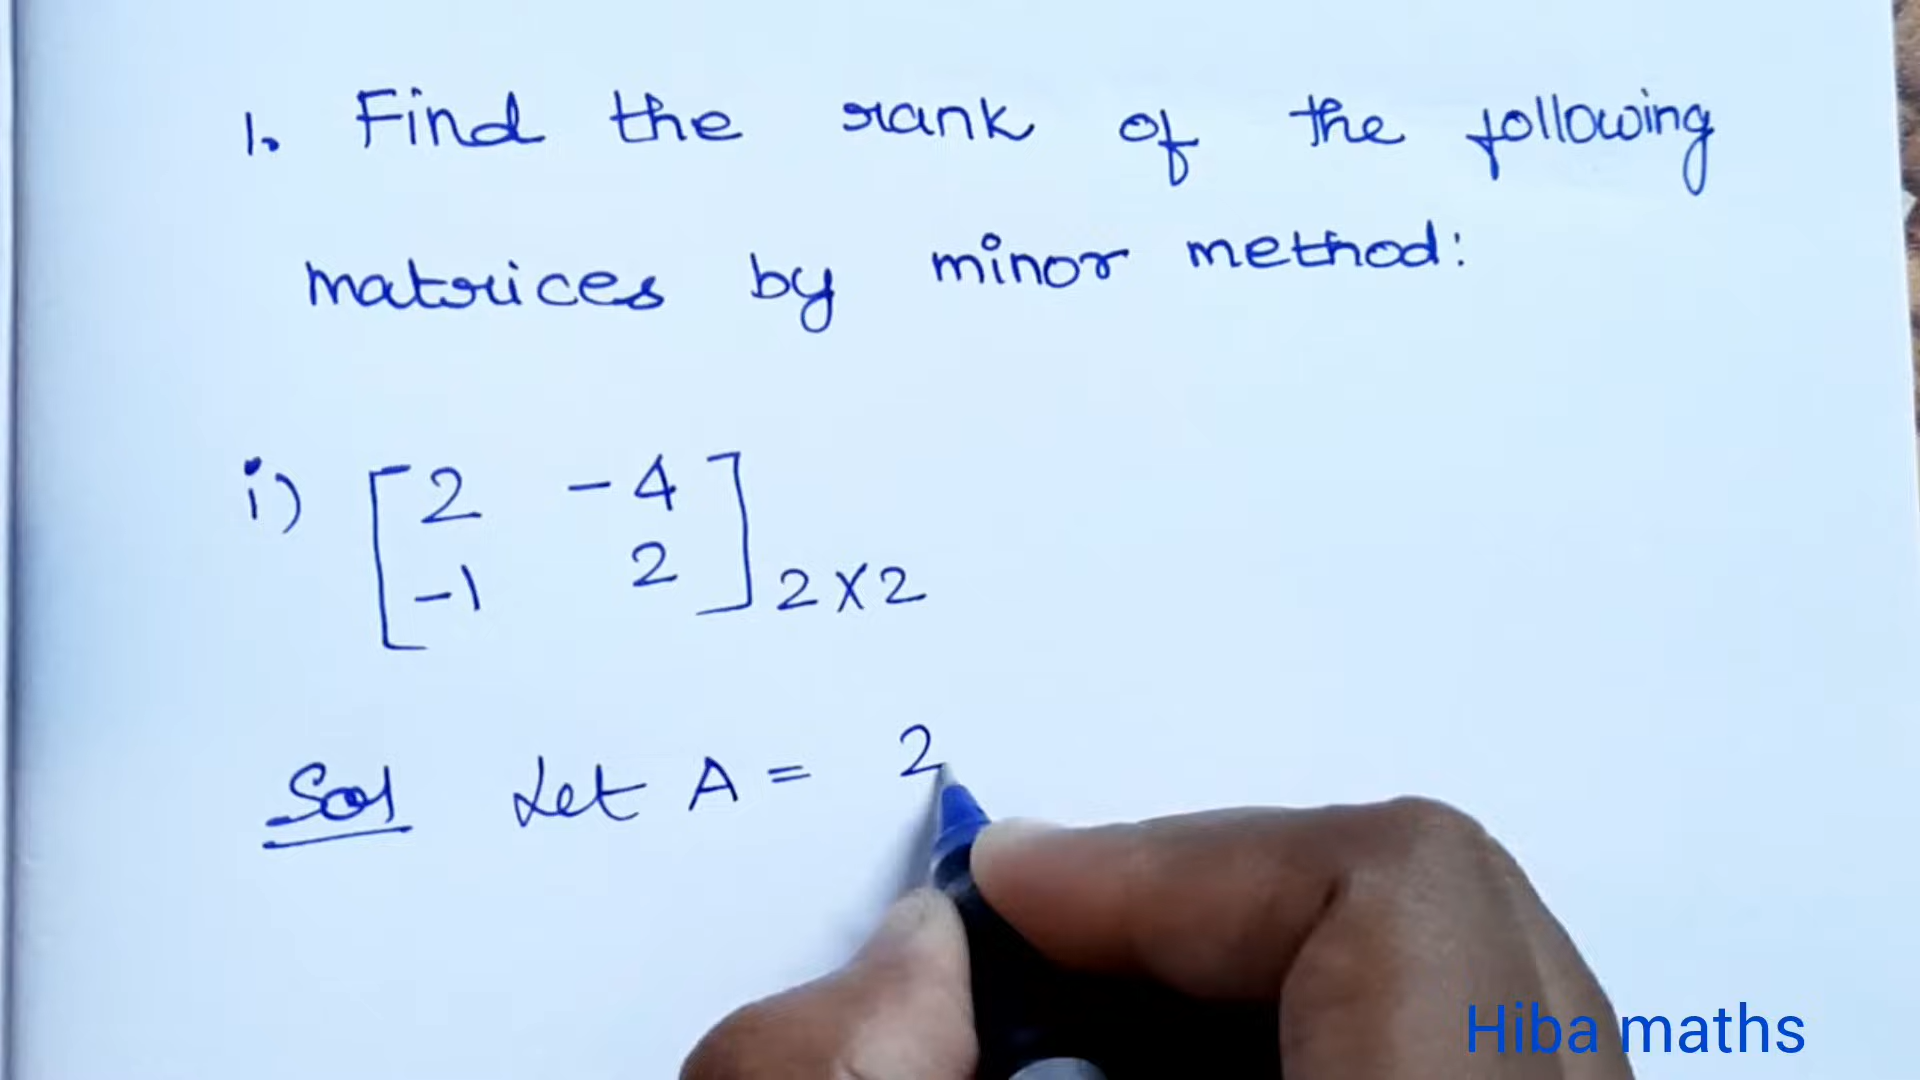 1. Find the rank of the following
matrices by minor method:
i) [2 -4
-1 2] 2X2
Sol Let A = 2
Hiba maths